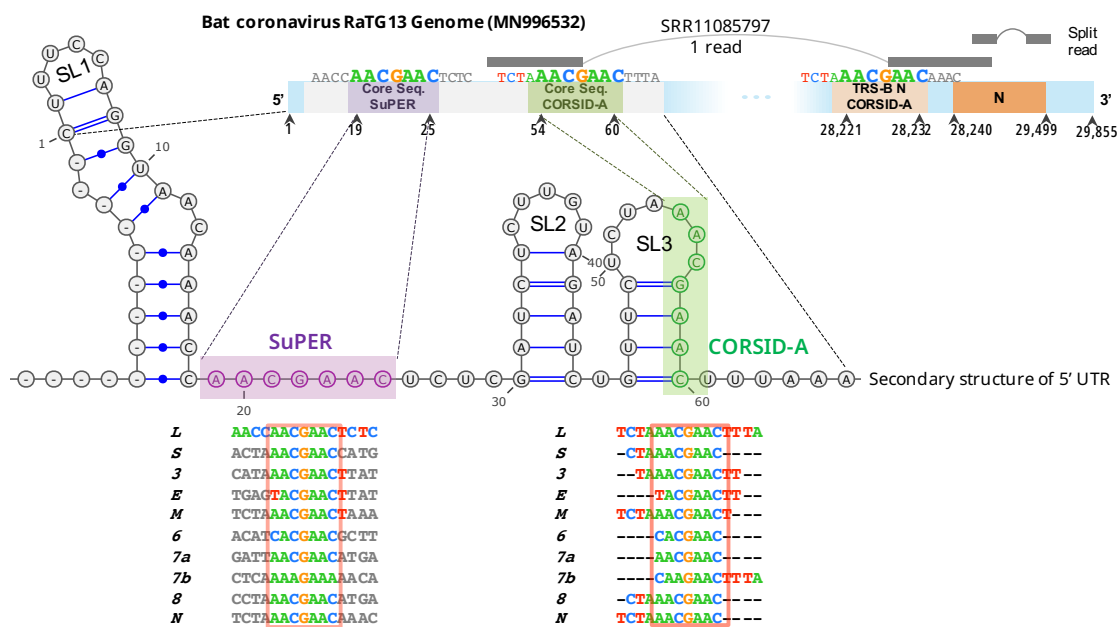 Bat coronavirus RaTG13 Genome (MN996532)
SRR11085797
1 read
Split
read
AACCAACGAACTCTC
TCTAAACGAACTTTA
TCTAAACGAACAAAC
5’
Core Seq.
SuPER
Core Seq.
CORSID-A
TRS-B N
CORSID-A
N
3’
1
19
25
54
60
28,221
28,232
28,240
29,499
29,855
SL1
U U C C
U A
U G
C G
1
10
- U
- A A
- C
- A
- A
- A
- C
SL2
C U U G
C U
U A
C G
U A
A U
40
SL3
U A A
C A
U C
C G
U A
U A
50
SuPER
CORSID-A
- - - - - - C A A C G A A C U C U C G C U G C U U U A A A
Secondary structure of 5’ UTR
20
30
60
L AACCAACGAACTCTC
S ACTAAACGAACCATG
3 CATAAACGAACTTAT
E TGAGTACGAACTTAT
M TCTAAACGAACTAAA
6 ACATCACGAACGCTT
7a GATTAACGAACATGA
7b CTCAAAAGAAAAACA
8 CCTAAACGAACATGA
N TCTAAACGAACAAAC
L TCTAAACGAACTTTA
S -CTAAACGAAC----
3 --TAAACGAACTT--
E ----TACGAACTT--
M TCTAAACGAACT---
6 ----CACGAAC----
7a ----AACGAAC----
7b ----CAAGAACTTTA
8 -CTAAACGAAC----
N TCTAAACGAAC----